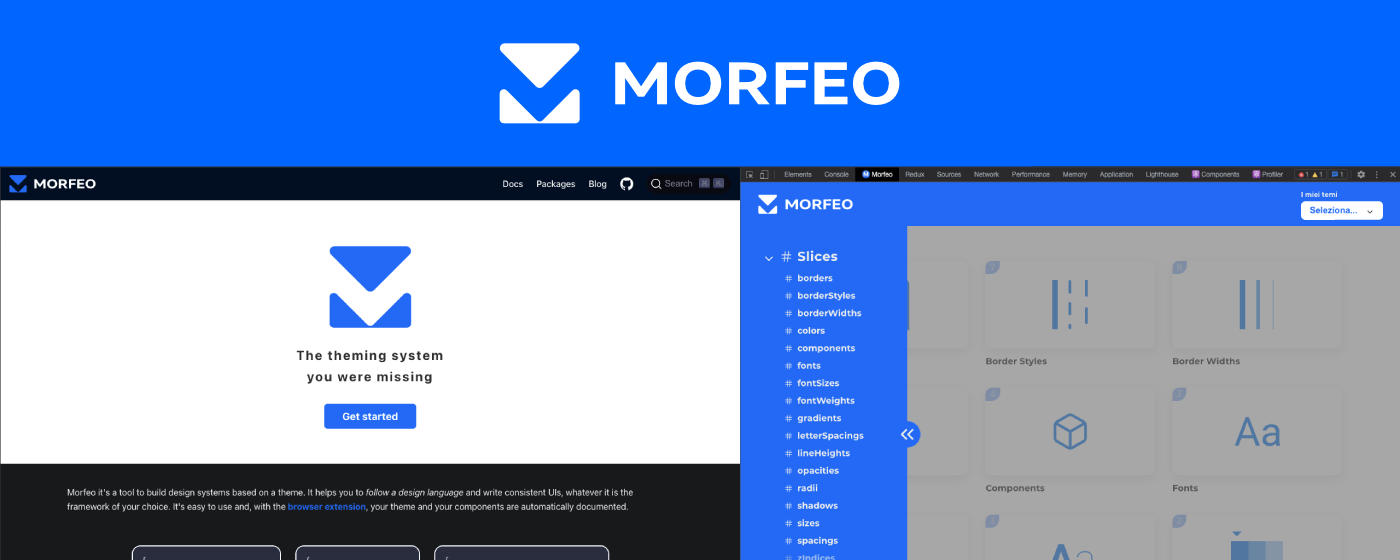 MORFEO
MORFEO
Docs Packages Blog Search ⌘ K
The theming system
you were missing
Get started
Morfeo it's a tool to build design systems based on a theme. It helps you to follow a design language and write consistent UIs, whatever it is the
framework of your choice. It's easy to use and, with the browser extension, your theme and your components are automatically documented.
Elements Console Morfeo Redux Sources Network Performance Memory Application Lighthouse Components Profiler 1 1 1
MORFEO
I miei temi
Seleziona...
# Slices
# borders
# borderStyles
# borderWidths
# colors
# components
# fonts
# fontSizes
# fontWeights
# gradients
# letterSpacings
# lineHeights
# opacities
# radii
# shadows
# sizes
# spacings
# zIndices
Border Styles
Border Widths
Aa
Components
Fonts